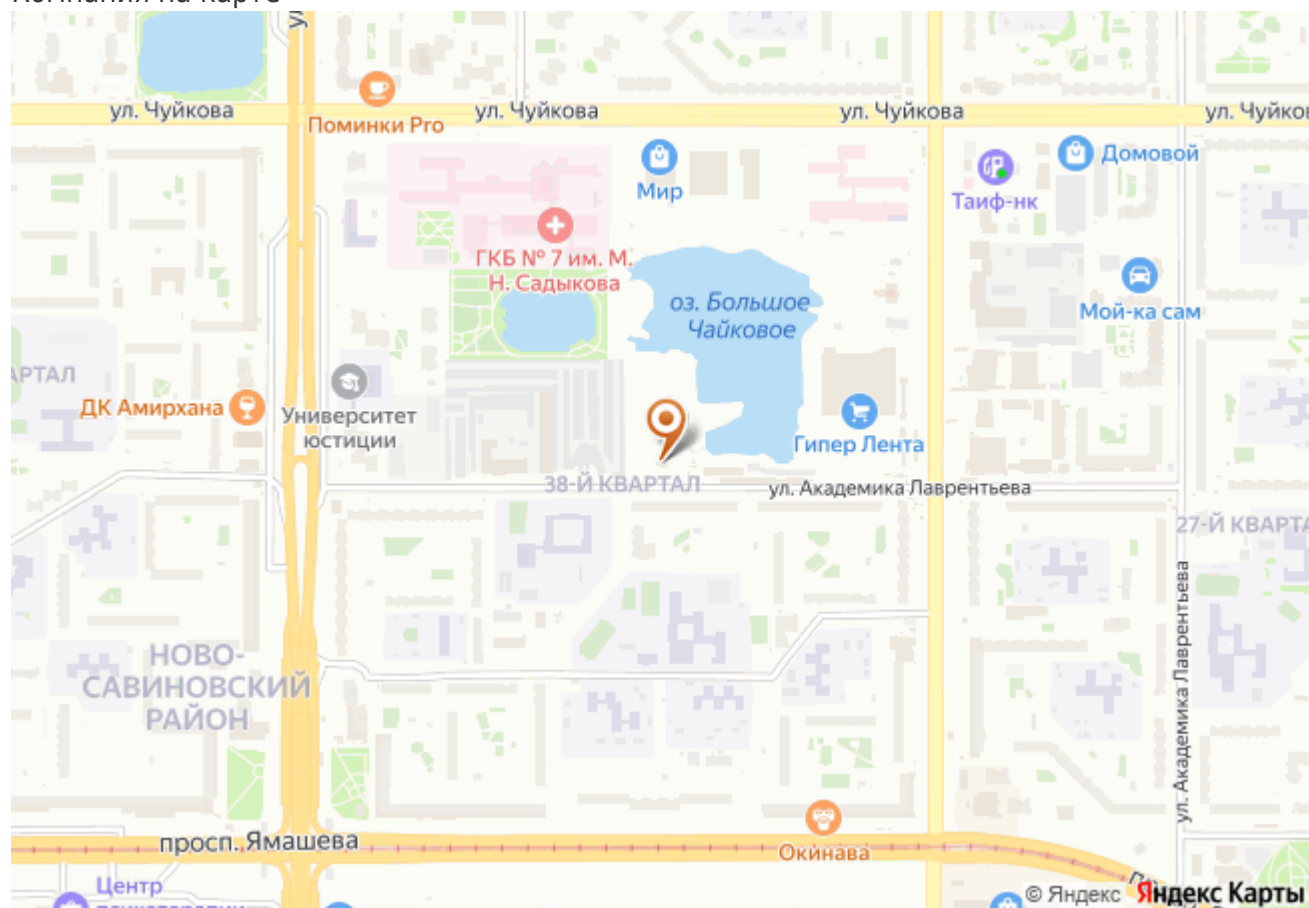 ул. Чуйкова
Поминки Pro
ул. Чуйкова
ул. Чуйкова
ул. Чуйко
Мир
Таиф-нк
Домовой
ГКБ № 7 им. М.
Н. Садыкова
оз. Большое
Чайковое
Мой-ка сам
АРТАЛ
ДК Амирхана
Университет
юстиции
Гипер Лента
38-Й КВАРТАЛ
ул. Академика Лаврентьева
27-Й КВАРТА
ул. Академика Лаврентьева
НОВО-
САВИНОВСКИЙ
РАЙОН
просп. Ямашева
Окинава
Центр
© Яндекс Яндекс Карты